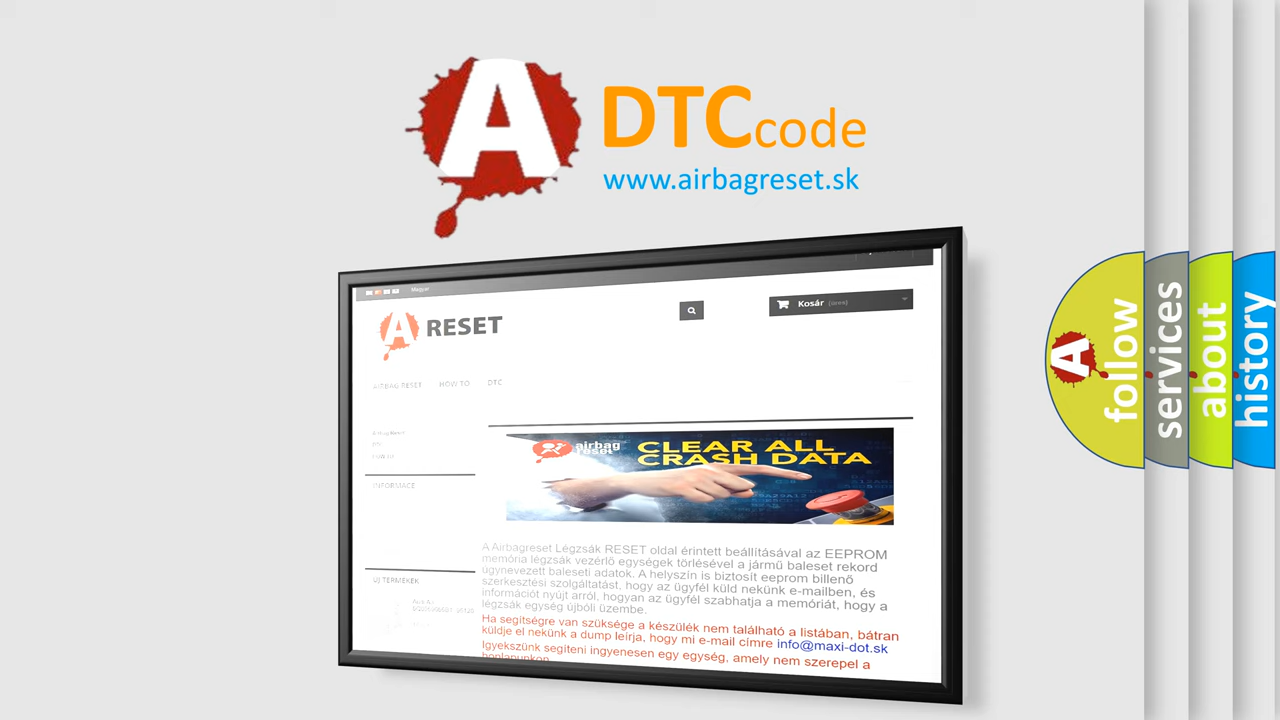 A
DTC code
www.airbagreset.sk
Magyar
A RESET
Kosár (üres)
AIRBAG RESET HOW TO DTC
INFORMACE
airbag
reset
CLEAR ALL
CRASH DATA
A Airbagreset Légzsák RESET oldal érintett beállításával az EEPROM
memória légzsák vezérlő egységek törlésével a jármű baleset rekord
úgynevezett baleseti adatok. A helyszín is biztosít eeprom billenő
szerkesztési szolgáltatást, hogy az ügyfél küld nekünk e-mailben, és
információt nyújt arról, hogyan az ügyfél szabhatja a memóriát, hogy a
légzsák egység újbóli üzembe.
Ha segítségre van szüksége a készülék nem található a listában, bátran
küldje el nekünk a dump leírja, hogy mi e-mail címre info@maxi-dot.sk
Igyekszünk segíteni ingyenesen egy egység, amely nem szerepel a
honlapunkon
ÚJ TERMÉKEK
A
follow
services
about
history